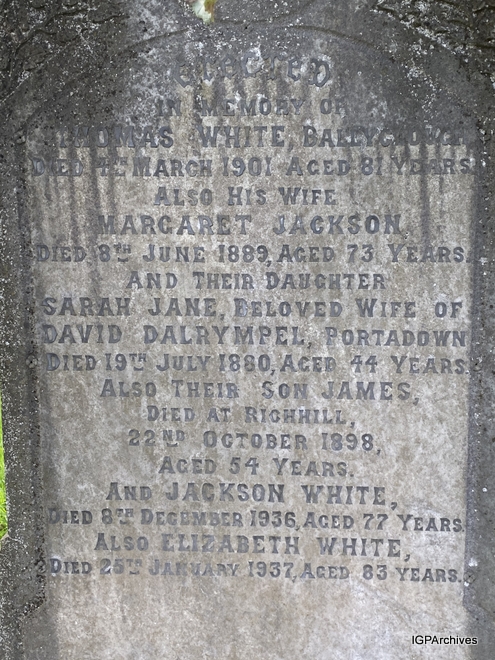 ERECTED
IN MEMORY OF
THOMAS WHITE,
DIED 4TH MARCH 1901 AGED 81 YEARS.
ALSO HIS WIFE
MARGARET JACKSON
DIED 8TH JUNE 1889, AGED 73 YEARS.
AND THEIR DAUGHTER
SARAH JANE, BELOVED WIFE OF
DAVID DALRYMPEL, PORTADOWN
DIED 19TH JULY 1880, AGED 44 YEARS.
ALSO THEIR SON JAMES,
DIED AT RICHHILL,
22ND OCTOBER 1898,
AGED 54 YEARS.
AND JACKSON WHITE,
DIED 8TH DECEMBER 1936, AGED 77 YEARS
ALSO ELIZABETH WHITE,
DIED 25TH JANUARY 1937, AGED 83 YEARS.
IGPArchives